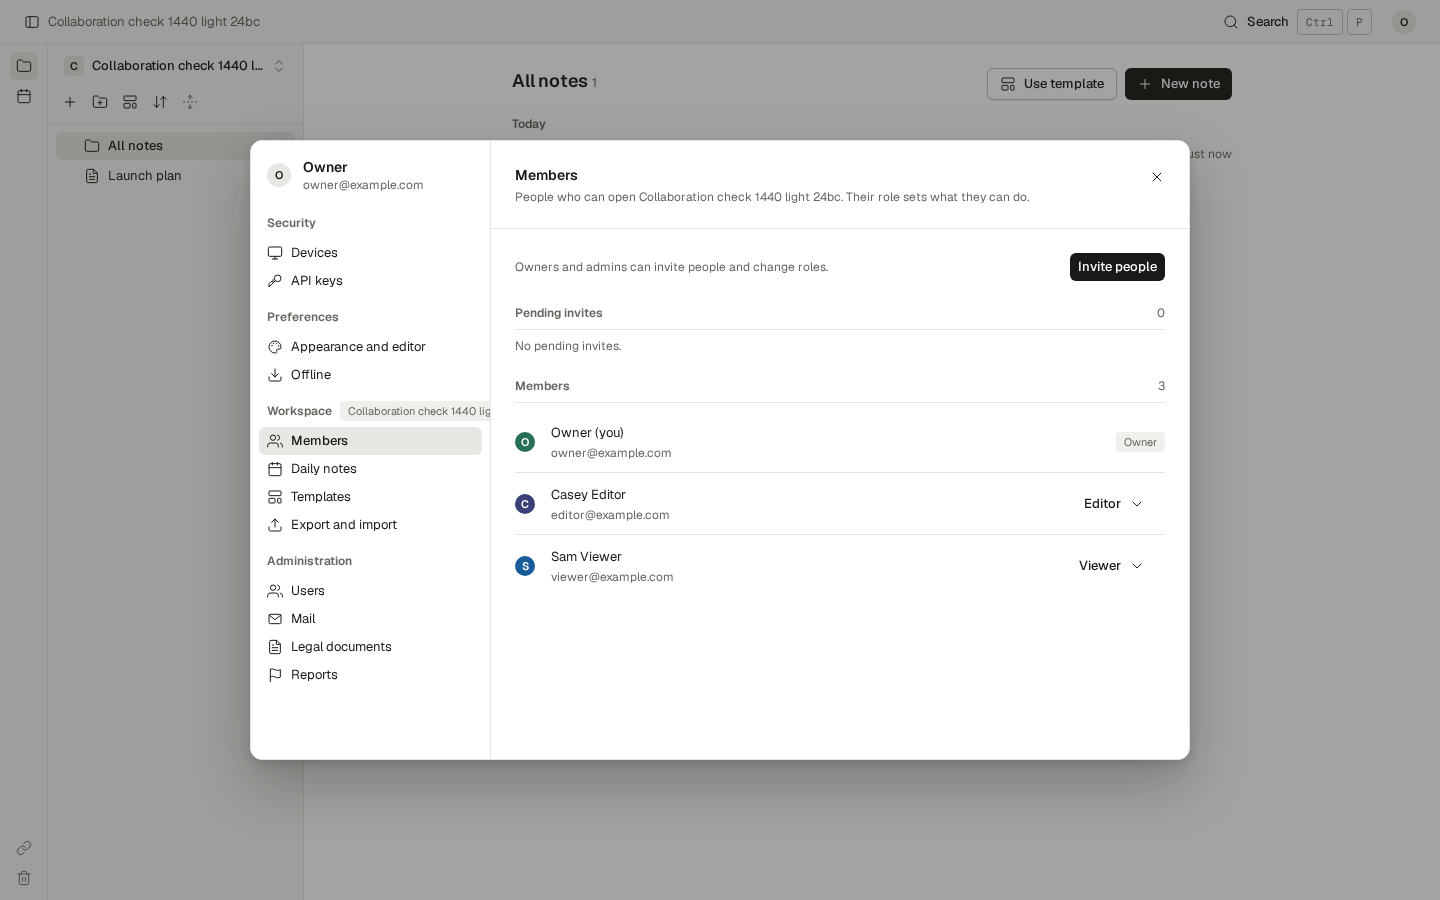 Collaboration check 1440 light 24bc
Search Ctrl P O
C Collaboration check 1440 l...
All notes 1
Use template
New note
Today
All notes
Launch plan
just now
O Owner
owner@example.com
Security
Devices
API keys
Preferences
Appearance and editor
Offline
Workspace Collaboration check 1440 lig
Members
Daily notes
Templates
Export and import
Administration
Users
Mail
Legal documents
Reports
Members
People who can open Collaboration check 1440 light 24bc. Their role sets what they can do.
Owners and admins can invite people and change roles.
Invite people
Pending invites 0
No pending invites.
Members 3
O Owner (you)
owner@example.com
Owner
C Casey Editor
editor@example.com
Editor
S Sam Viewer
viewer@example.com
Viewer